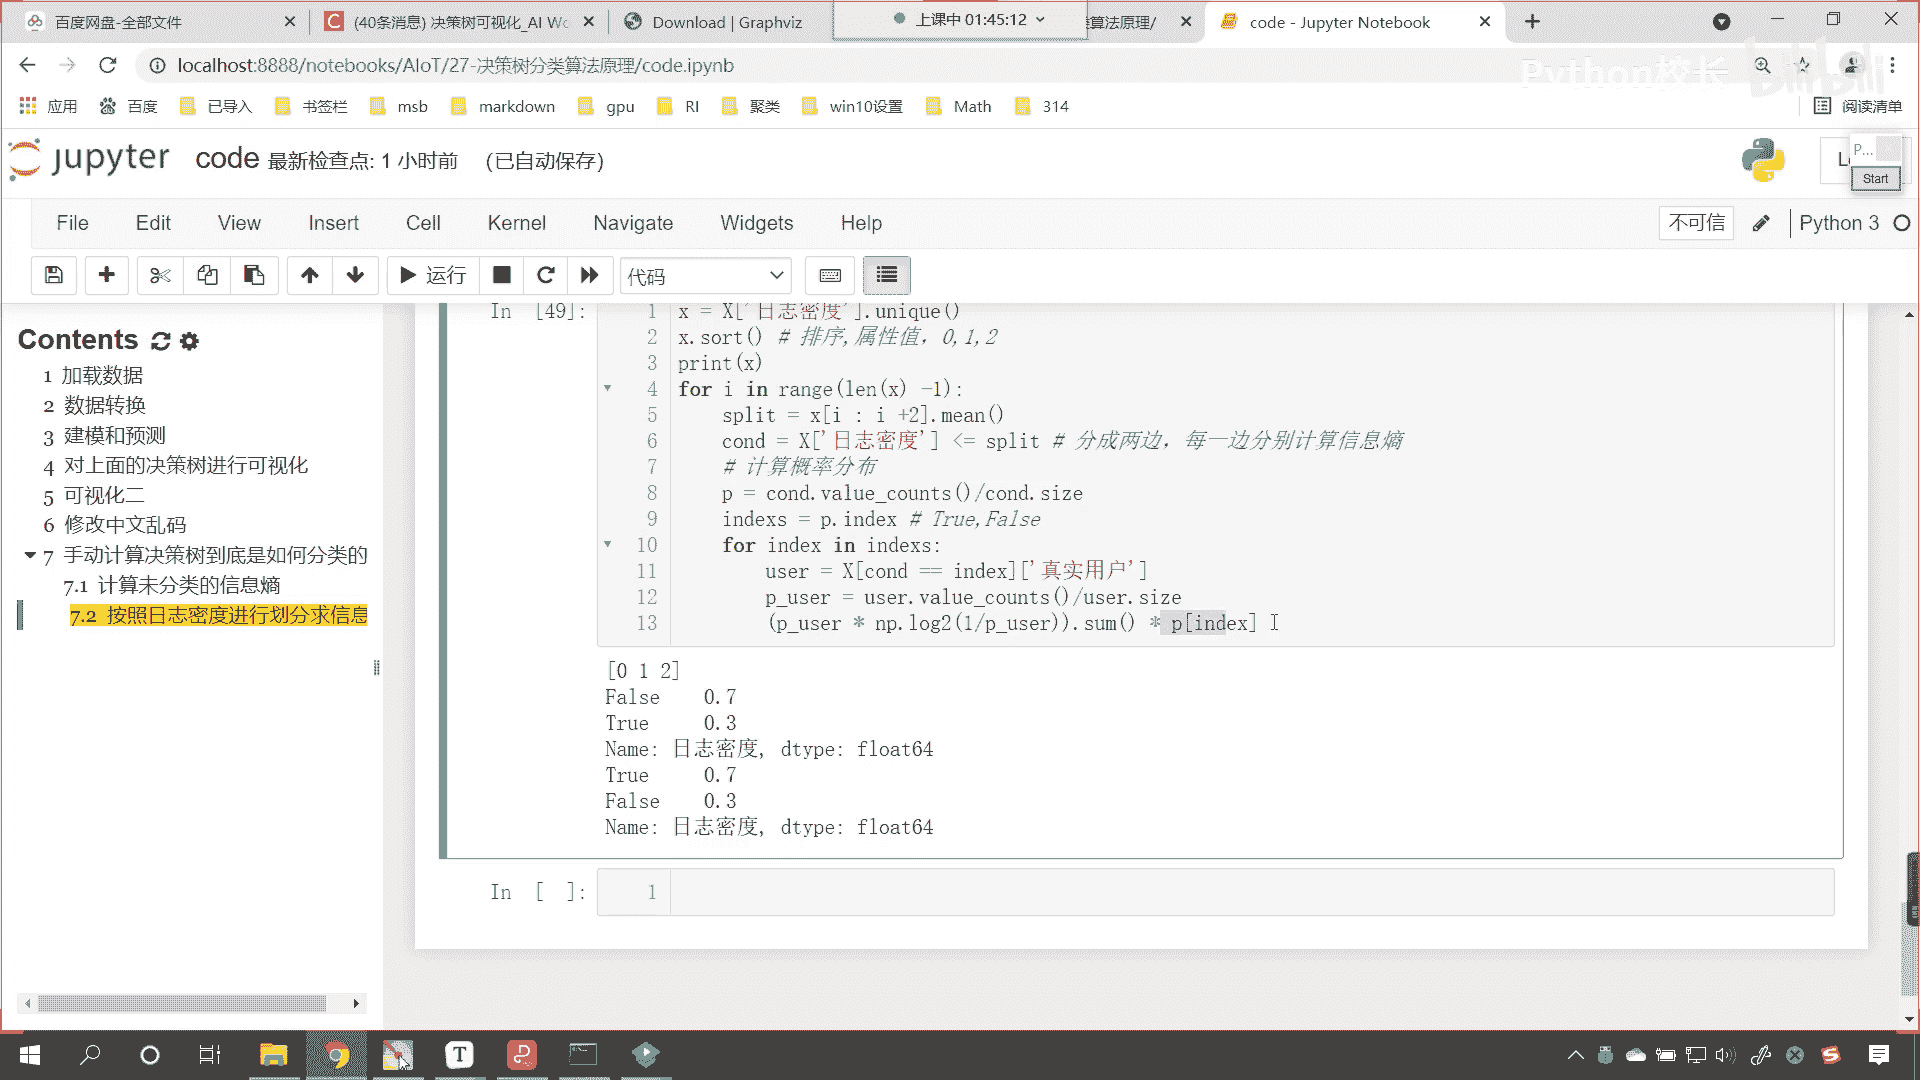 百度网盘-全部文件
(40条消息) 决策树可视化_AI Wo
Download | Graphviz
上课中 01:45:12
算法原理/
code - Jupyter Notebook
localhost:8888/notebooks/AIoT/27-决策树分类算法原理/code.ipynb
Python校长
bilibili
应用
百度
已导入
书签栏
msb
markdown
gpu
RI
聚类
win10设置
Math
314
阅读清单
jupyter
code 最新检查点: 1 小时前 (已自动保存)
P...
Start
File
Edit
View
Insert
Cell
Kernel
Navigate
Widgets
Help
不可信
Python 3
运行
代码
Contents
1 加载数据
2 数据转换
3 建模和预测
4 对上面的决策树进行可视化
5 可视化二
6 修改中文乱码
7 手动计算决策树到底是如何分类的
7.1 计算未分类的信息熵
7.2 按照日志密度进行划分求信息
In [49]:
1 x = X['日志密度'].unique()
2 x.sort() # 排序,属性值，0,1,2
3 print(x)
4 for i in range(len(x) -1):
5 split = x[i : i +2].mean()
6 cond = X['日志密度'] <= split # 分成两边，每一边分别计算信息熵
7 # 计算概率分布
8 p = cond.value_counts()/cond.size
9 indexs = p.index # True,False
10 for index in indexs:
11 user = X[cond == index]['真实用户']
12 p_user = user.value_counts()/user.size
13 (p_user * np.log2(1/p_user)).sum() * p[index]
[0 1 2]
False 0.7
True 0.3
Name: 日志密度, dtype: float64
True 0.7
False 0.3
Name: 日志密度, dtype: float64
In [ ]:
1